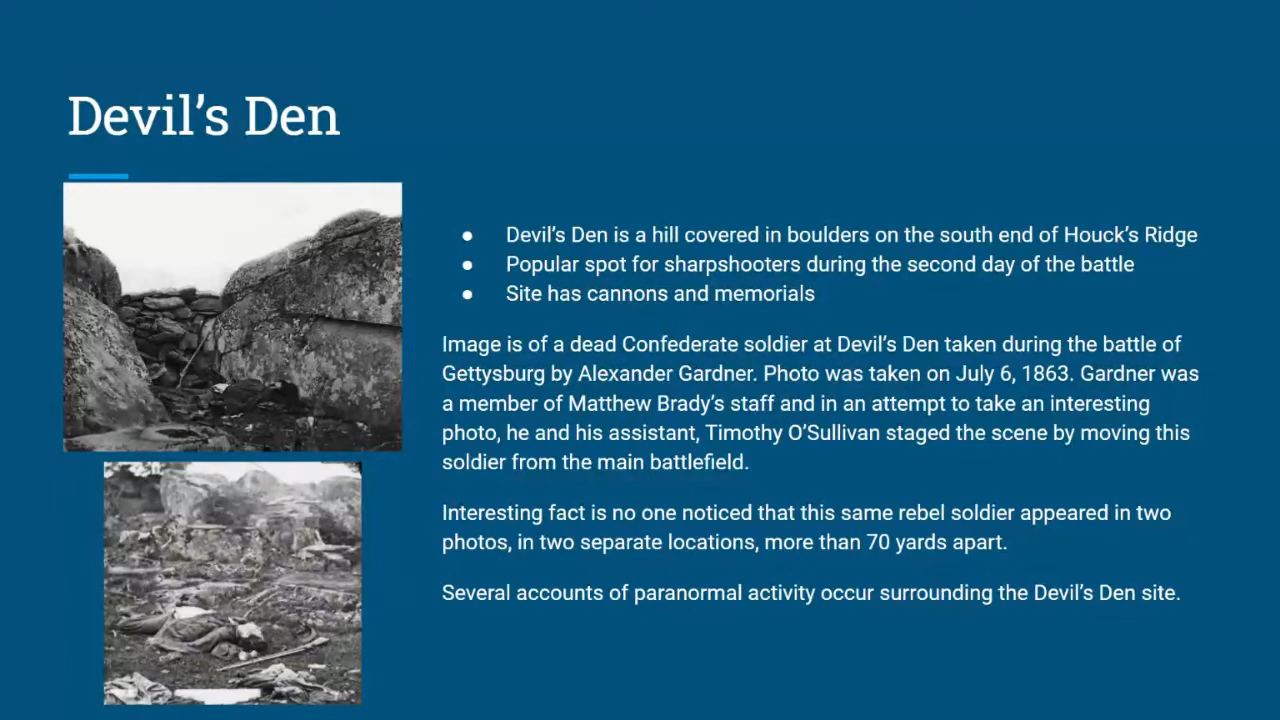 Devil’s Den
● Devil’s Den is a hill covered in boulders on the south end of Houck’s Ridge
● Popular spot for sharpshooters during the second day of the battle
● Site has cannons and memorials
Image is of a dead Confederate soldier at Devil’s Den taken during the battle of
Gettysburg by Alexander Gardner. Photo was taken on July 6, 1863. Gardner was
a member of Matthew Brady’s staff and in an attempt to take an interesting
photo, he and his assistant, Timothy O’Sullivan staged the scene by moving this
soldier from the main battlefield.
Interesting fact is no one noticed that this same rebel soldier appeared in two
photos, in two separate locations, more than 70 yards apart.
Several accounts of paranormal activity occur surrounding the Devil’s Den site.